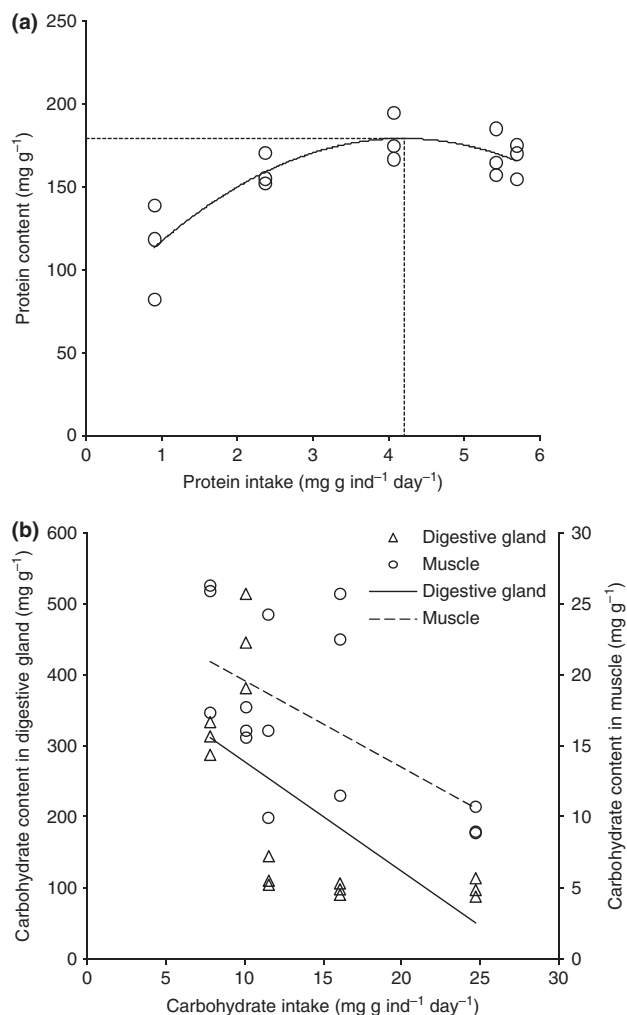 (a)
250
200
150
100
50
0
Protein content (mg g⁻¹)
0 1 2 3 4 5 6
Protein intake (mg g ind⁻¹ day⁻¹)
(b)
600
500
400
300
200
100
0
Carbohydrate content in digestive gland (mg g⁻¹)
Digestive gland
Muscle
Digestive gland
Muscle
30
25
20
15
10
5
0
Carbohydrate content in muscle (mg g⁻¹)
0 5 10 15 20 25 30
Carbohydrate intake (mg g ind⁻¹ day⁻¹)